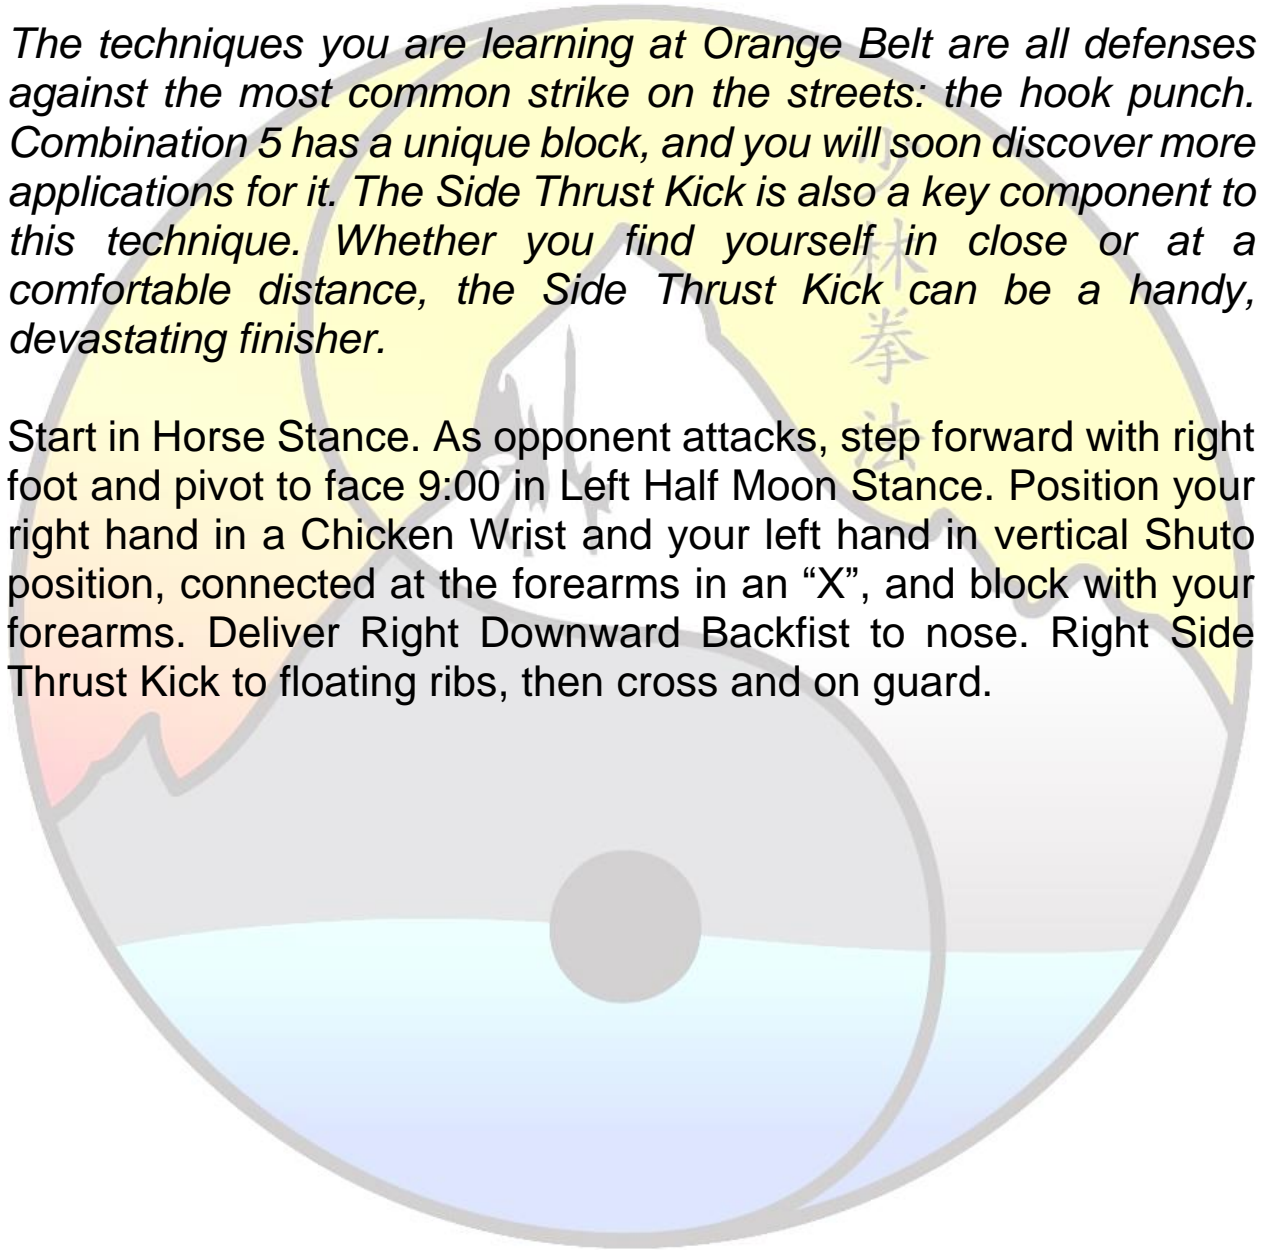 The techniques you are learning at Orange Belt are all defenses
against the most common strike on the streets: the hook punch.
Combination 5 has a unique block, and you will soon discover more
applications for it. The Side Thrust Kick is also a key component to
this technique. Whether you find yourself in close or at a
comfortable distance, the Side Thrust Kick can be a handy,
devastating finisher.
Start in Horse Stance. As opponent attacks, step forward with right
foot and pivot to face 9:00 in Left Half Moon Stance. Position your
right hand in a Chicken Wrist and your left hand in vertical Shuto
position, connected at the forearms in an “X”, and block with your
forearms. Deliver Right Downward Backfist to nose. Right Side
Thrust Kick to floating ribs, then cross and on guard.
少
林
拳
法